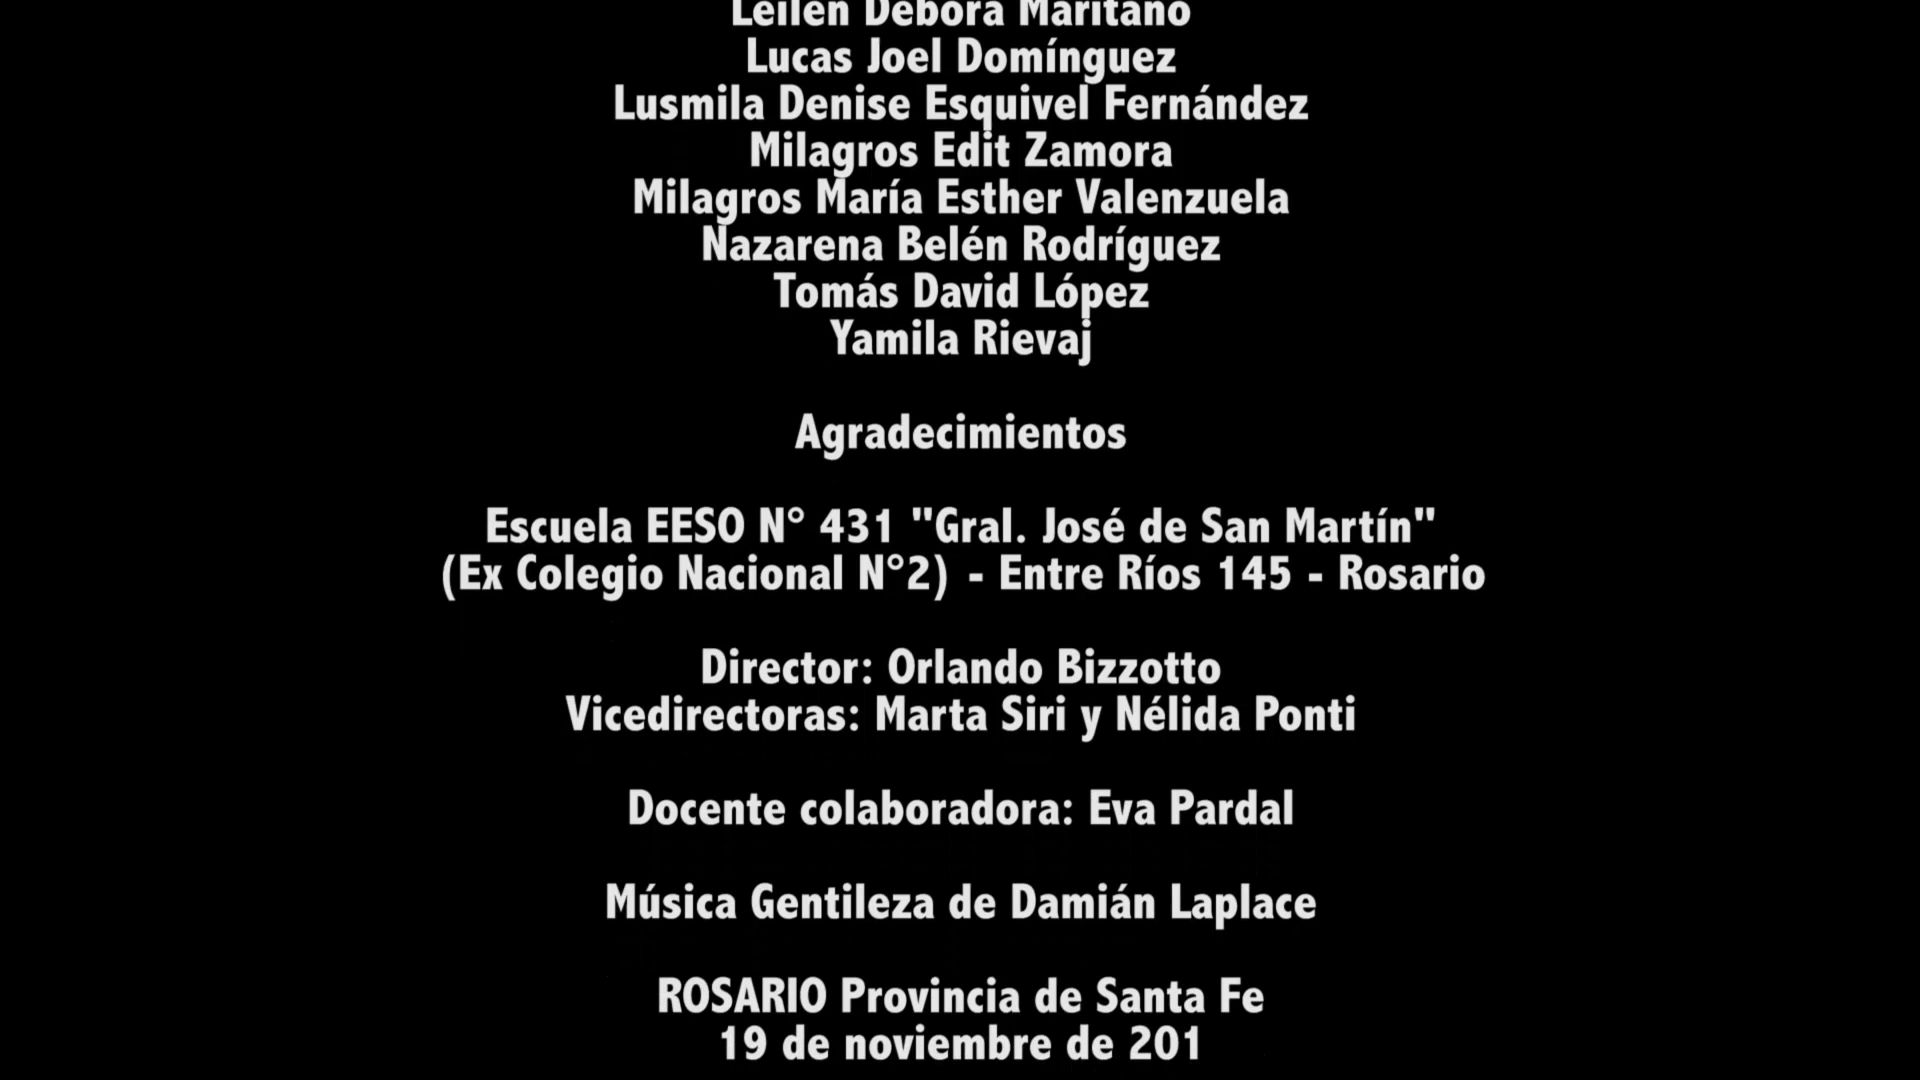 Leilén Débora Maritano
Lucas Joel Domínguez
Lusmila Denise Esquivel Fernández
Milagros Edit Zamora
Milagros María Esther Valenzuela
Nazarena Belén Rodríguez
Tomás David López
Yamila Rievaj
Agradecimientos
Escuela EESO N° 431 "Gral. José de San Martín"
(Ex Colegio Nacional N°2) - Entre Ríos 145 - Rosario
Director: Orlando Bizzotto
Vicedirectoras: Marta Siri y Nélida Ponti
Docente colaboradora: Eva Pardal
Música Gentileza de Damián Laplace
ROSARIO Provincia de Santa Fe
19 de noviembre de 201